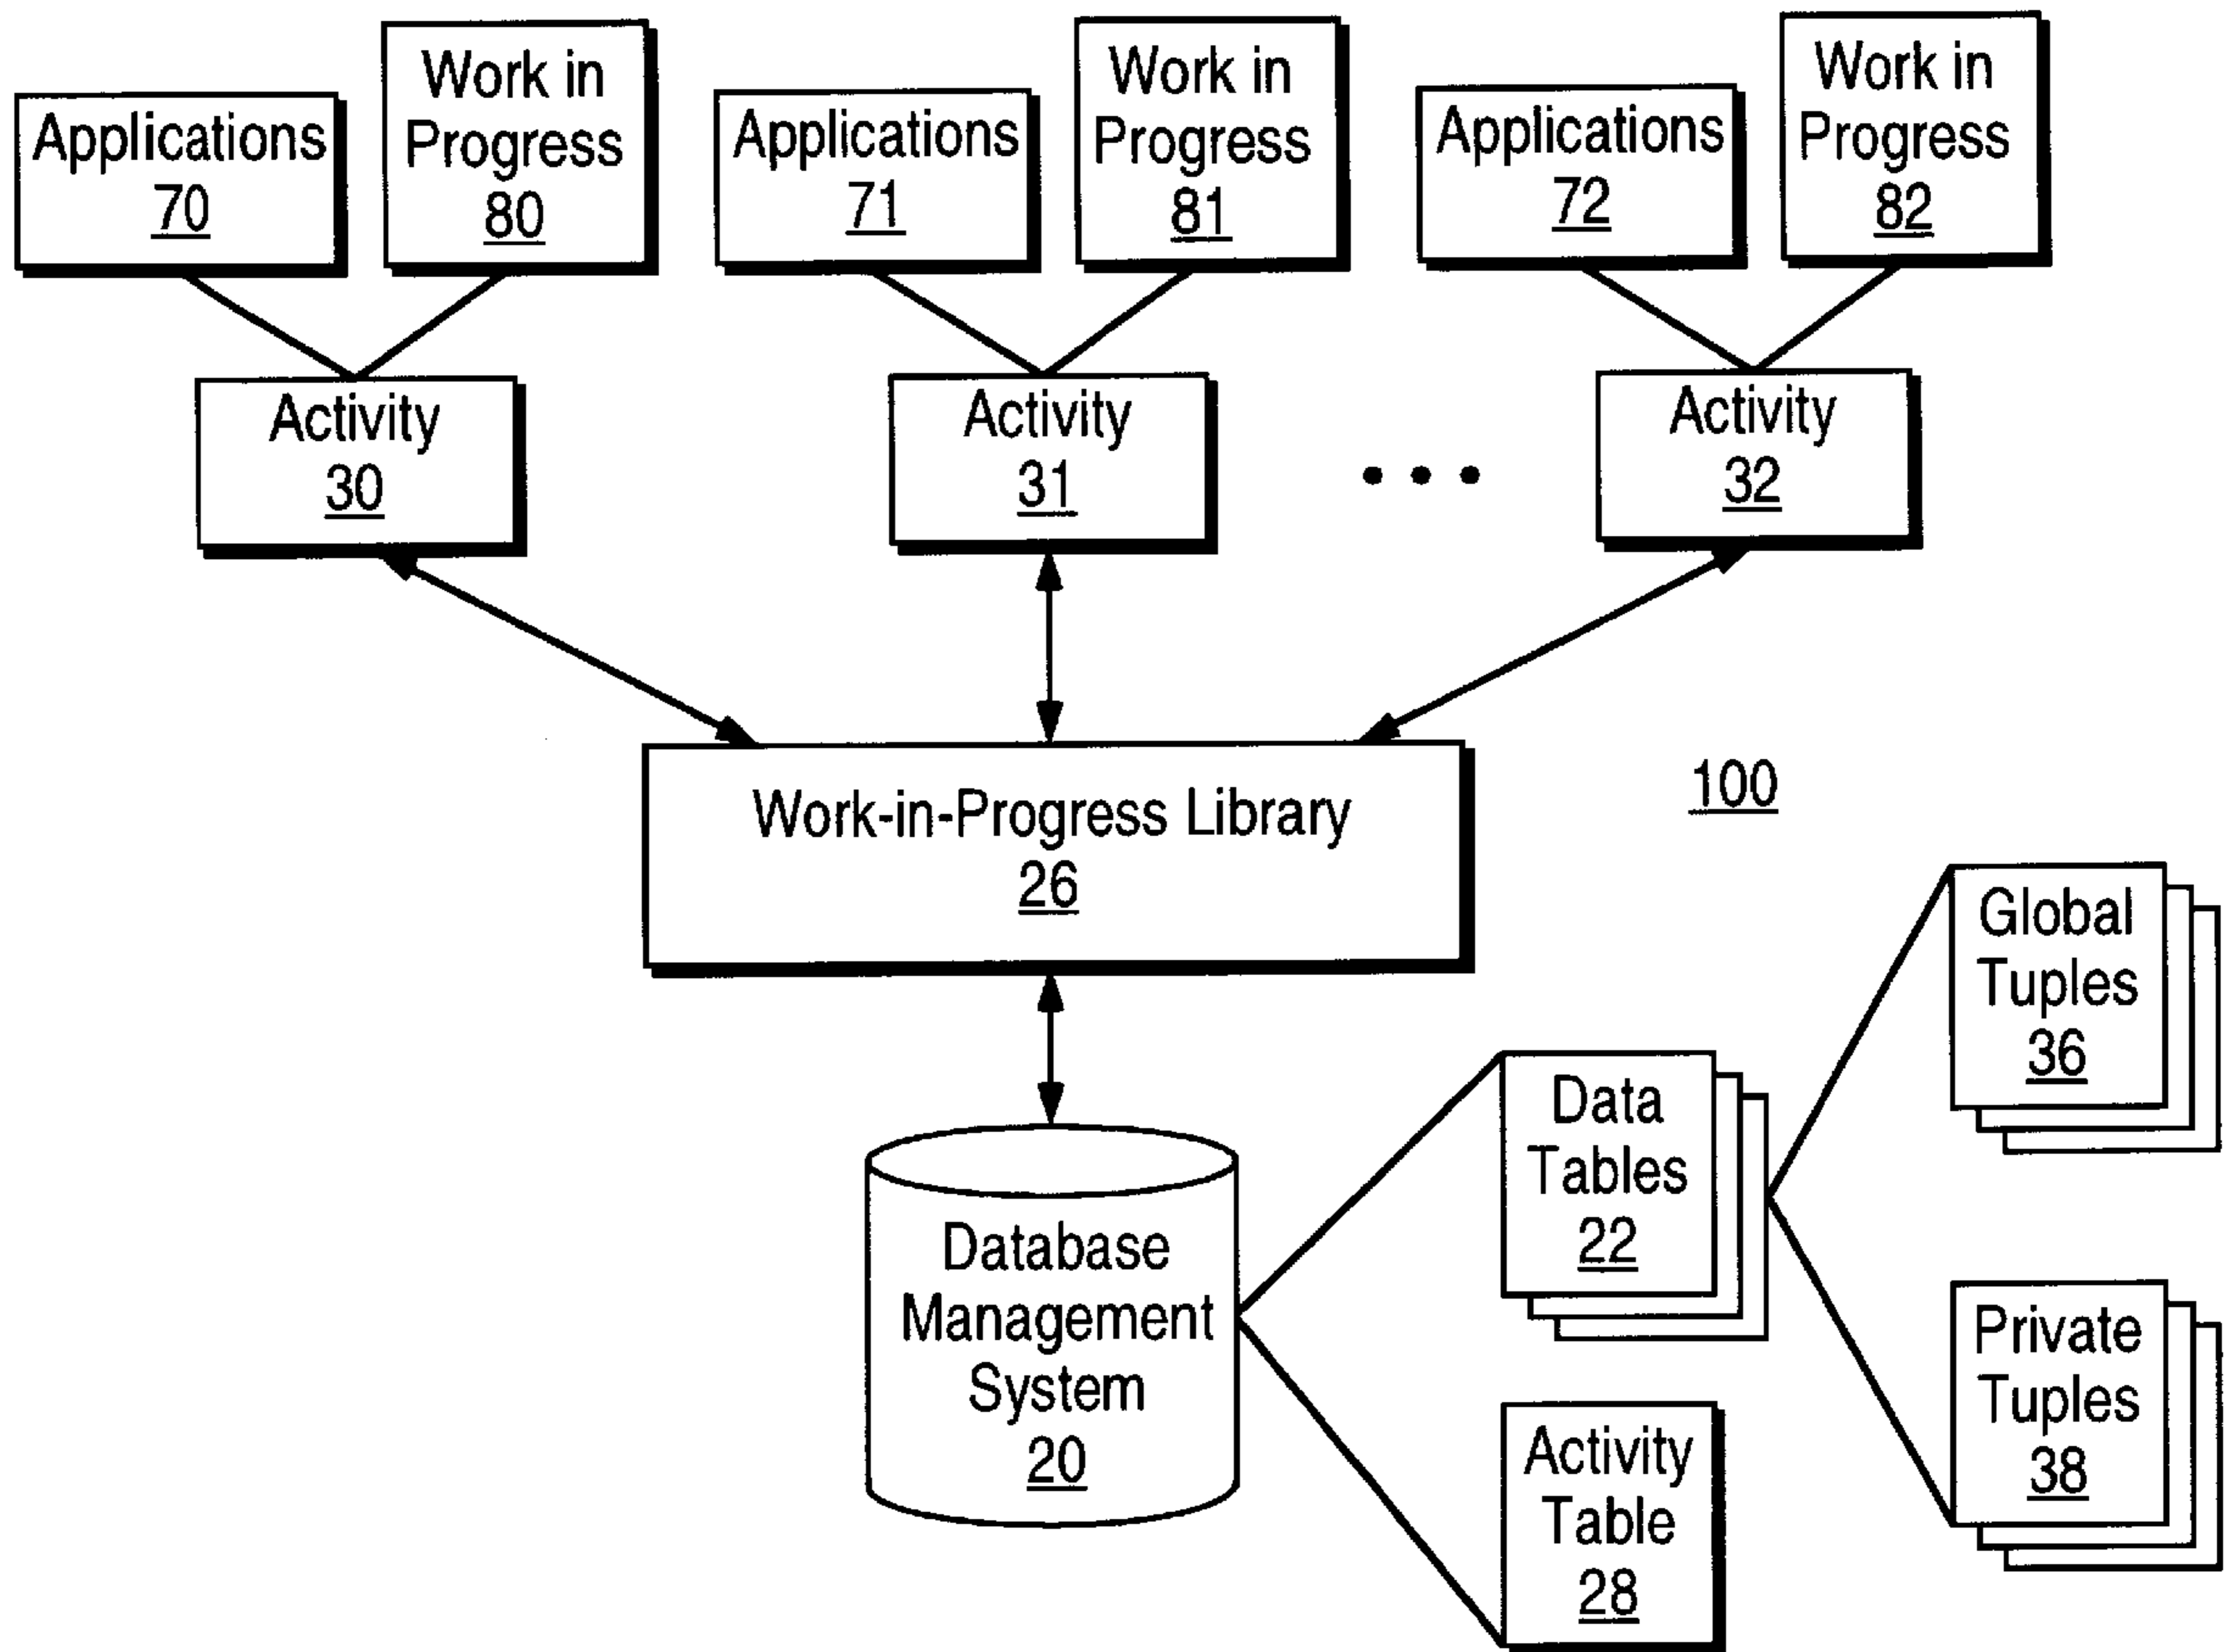 Applications
70
Work in
Progress
80
Applications
71
Work in
Progress
81
Applications
72
Work in
Progress
82
Activity
30
Activity
31
• • •
Activity
32
Work-in-Progress Library
26
100
Global
Tuples
36
Data
Tables
22
Database
Management
System
20
Private
Tuples
38
Activity
Table
28